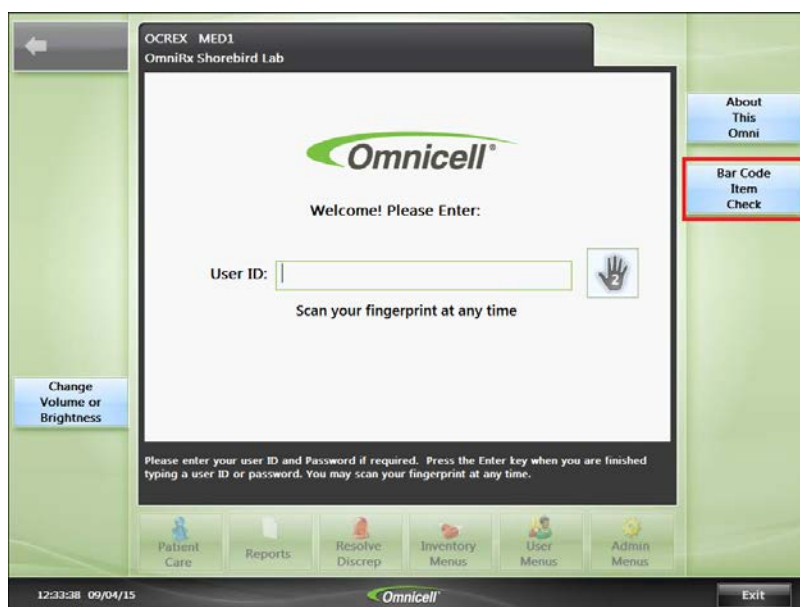 OCREX MED1
OmniRx Shorebird Lab
About
This
Omni
Omnicell®
Bar Code
Item
Check
Welcome! Please Enter:
User ID:
2
Scan your fingerprint at any time
Change
Volume or
Brightness
Please enter your user ID and Password if required. Press the Enter key when you are finished
typing a user ID or password. You may scan your fingerprint at any time.
Patient
Care
Reports
Resolve
Discrep
Inventory
Menus
User
Menus
Admin
Menus
12:33:38 09/04/15
Omnicell
Exit